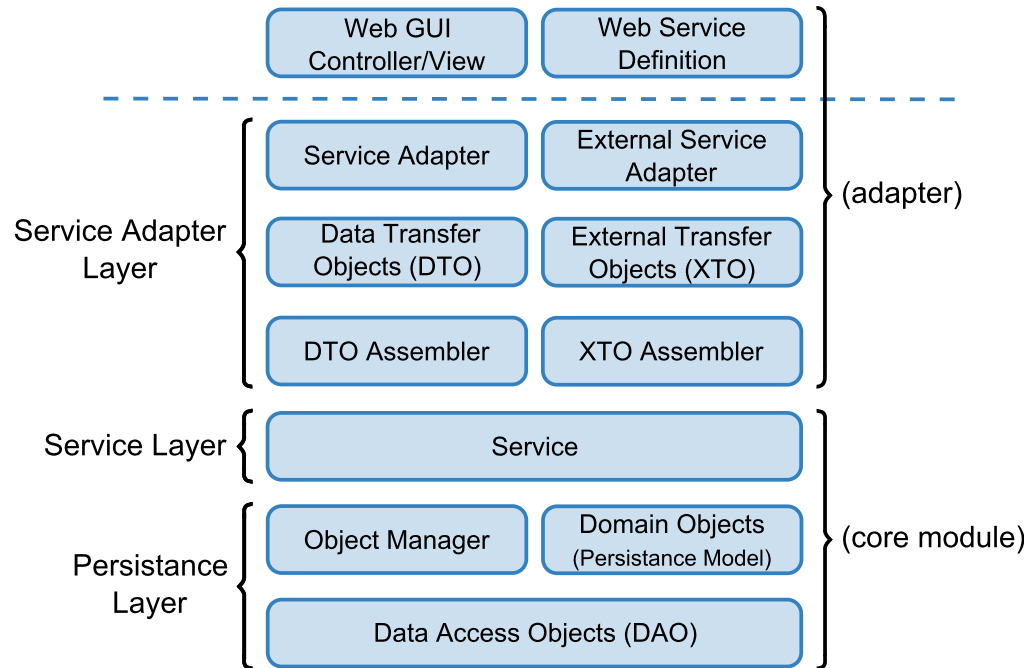 Web GUI
Controller/View
Web Service
Definition
Service Adapter
External Service
Adapter
(adapter)
Service Adapter
Layer
Data Transfer
Objects (DTO)
External Transfer
Objects (XTO)
DTO Assembler
XTO Assembler
Service Layer
Service
Object Manager
Domain Objects
(Persistance Model)
(core module)
Persistance
Layer
Data Access Objects (DAO)